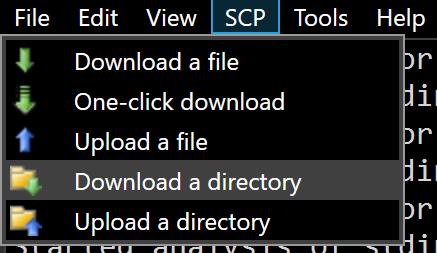 File Edit View SCP Tools Help
Download a file
One-click download
Upload a file
Download a directory
Upload a directory